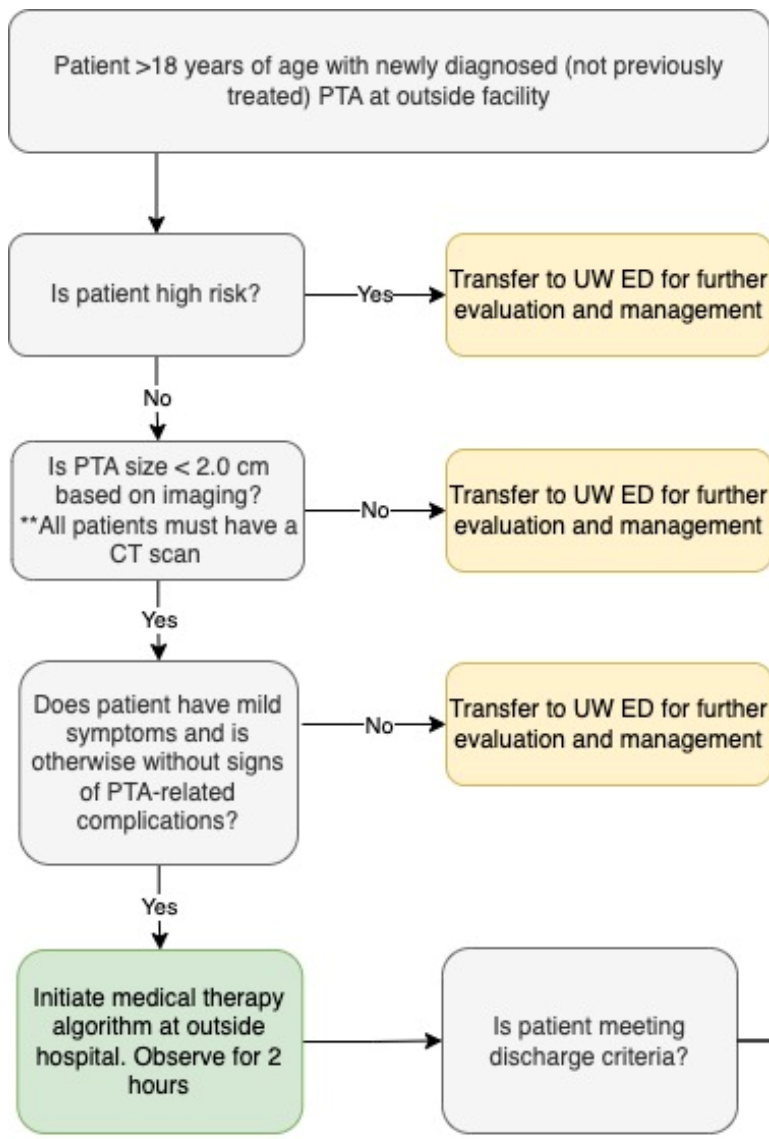 Patient >18 years of age with newly diagnosed (not previously
treated) PTA at outside facility
Is patient high risk?
Yes
Transfer to UW ED for further
evaluation and management
No
Is PTA size < 2.0 cm
based on imaging?
**All patients must have a
CT scan
No
Transfer to UW ED for further
evaluation and management
Yes
Does patient have mild
symptoms and is
otherwise without signs
of PTA-related
complications?
No
Transfer to UW ED for further
evaluation and management
Yes
Initiate medical therapy
algorithm at outside
hospital. Observe for 2
hours
Is patient meeting
discharge criteria?